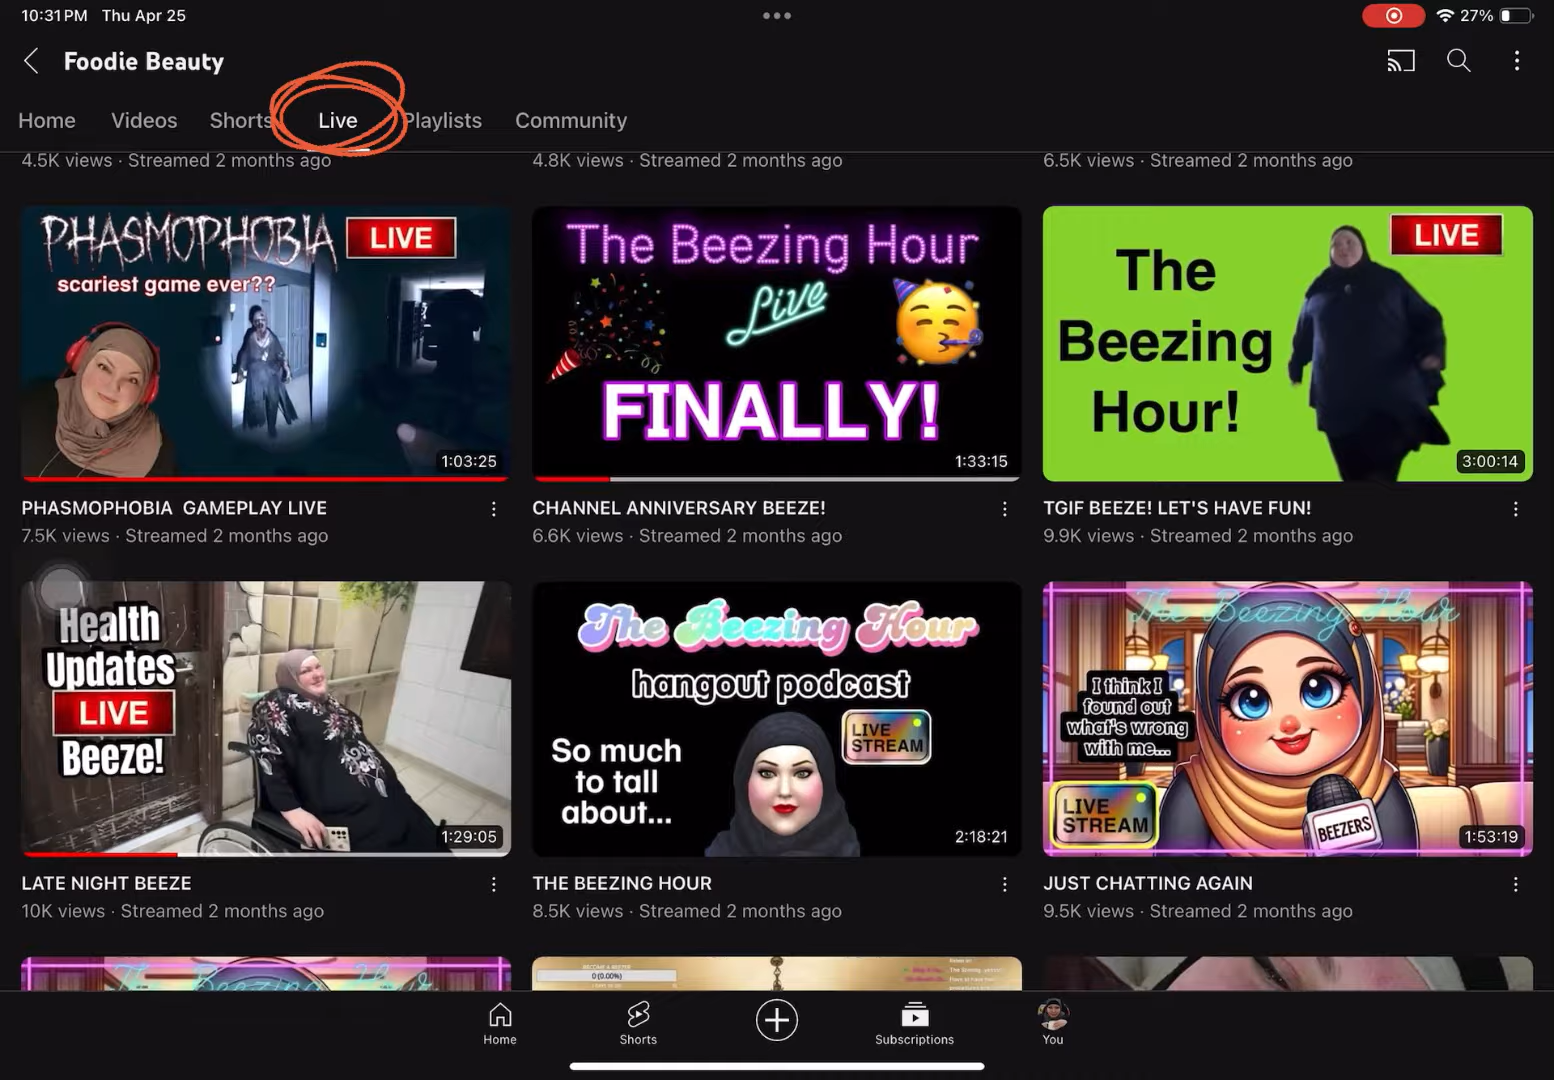 10:31 PM Thu Apr 25
27%
Foodie Beauty
Home Videos Shorts Live Playlists Community
4.5K views · Streamed 2 months ago
4.8K views · Streamed 2 months ago
6.5K views · Streamed 2 months ago
PHASMOPHOBIA
LIVE
scariest game ever??
1:03:25
PHASMOPHOBIA GAMEPLAY LIVE
7.5K views · Streamed 2 months ago
The Beezing Hour
Live
FINALLY!
1:33:15
CHANNEL ANNIVERSARY BEEZE!
6.6K views · Streamed 2 months ago
LIVE
The
Beezing
Hour!
3:00:14
TGIF BEEZE! LET'S HAVE FUN!
9.9K views · Streamed 2 months ago
Health
Updates
LIVE
Beeze!
1:29:05
LATE NIGHT BEEZE
10K views · Streamed 2 months ago
The Beezing Hour
hangout podcast
LIVE
STREAM
So much
to tall
about...
2:18:21
THE BEEZING HOUR
8.5K views · Streamed 2 months ago
The Beezing Hour
I think I
found out
what's wrong
with me...
LIVE
STREAM
BEEZERS
1:53:19
JUST CHATTING AGAIN
9.5K views · Streamed 2 months ago
BECOME A BEEZER
0 (0.00%)
Home
Shorts
Subscriptions
You